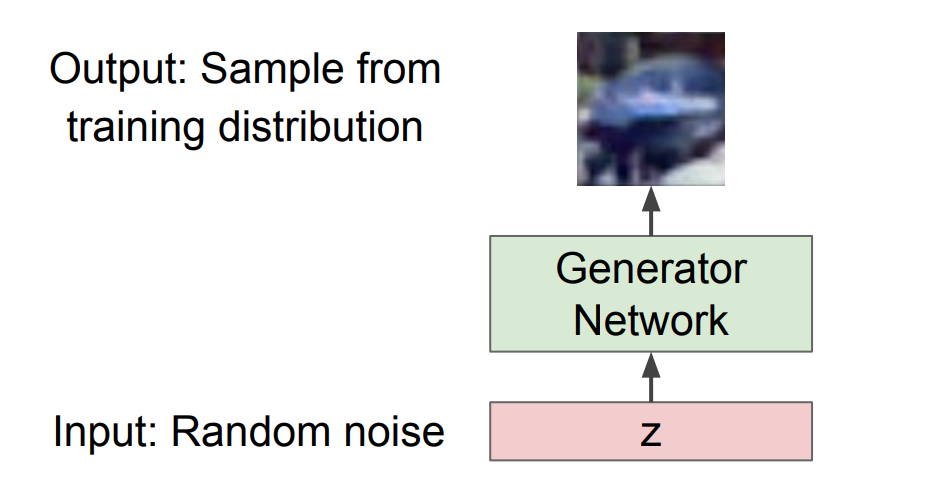 Output: Sample from
training distribution
Generator
Network
Input: Random noise
z